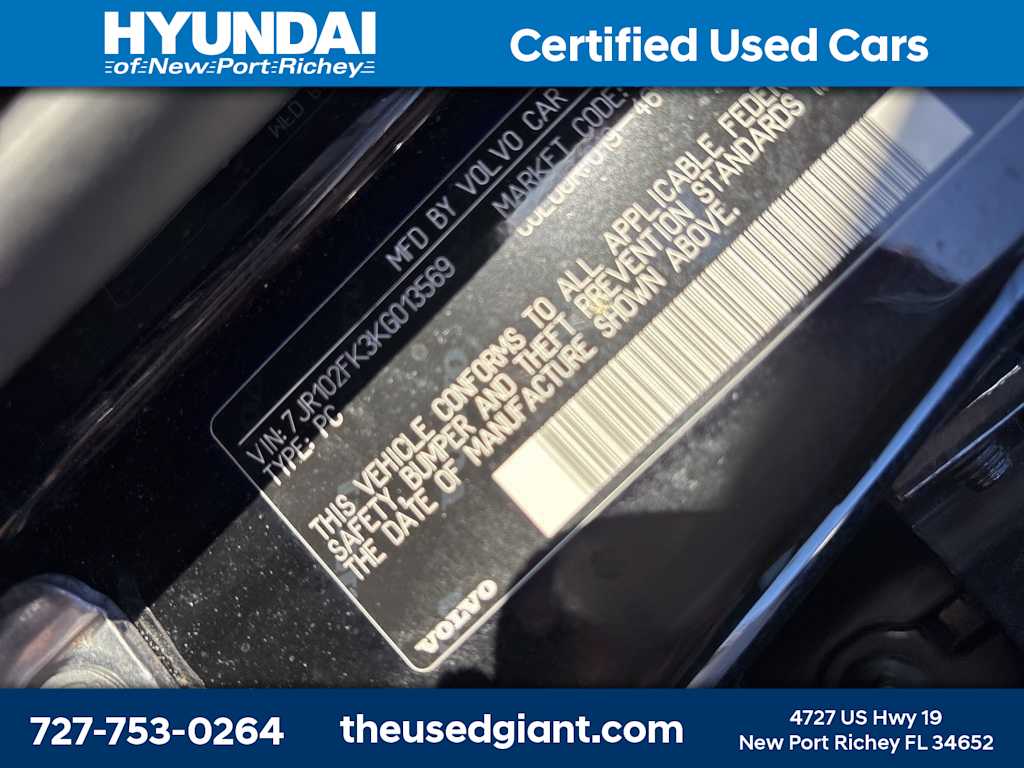 HYUNDAI
of New Port Richey
Certified Used Cars
MFD BY VOLVO CAR
MARKET CODE:
46
VIN: 7JR102FK3KG013569
TYPE: PC
THIS VEHICLE CONFORMS TO ALL APPLICABLE
SAFETY, BUMPER AND THEFT PREVENTION STANDARDS
THE DATE OF MANUFACTURE SHOWN ABOVE.
VOLVO
727-753-0264
theusedgiant.com
4727 US Hwy 19
New Port Richey FL 34652